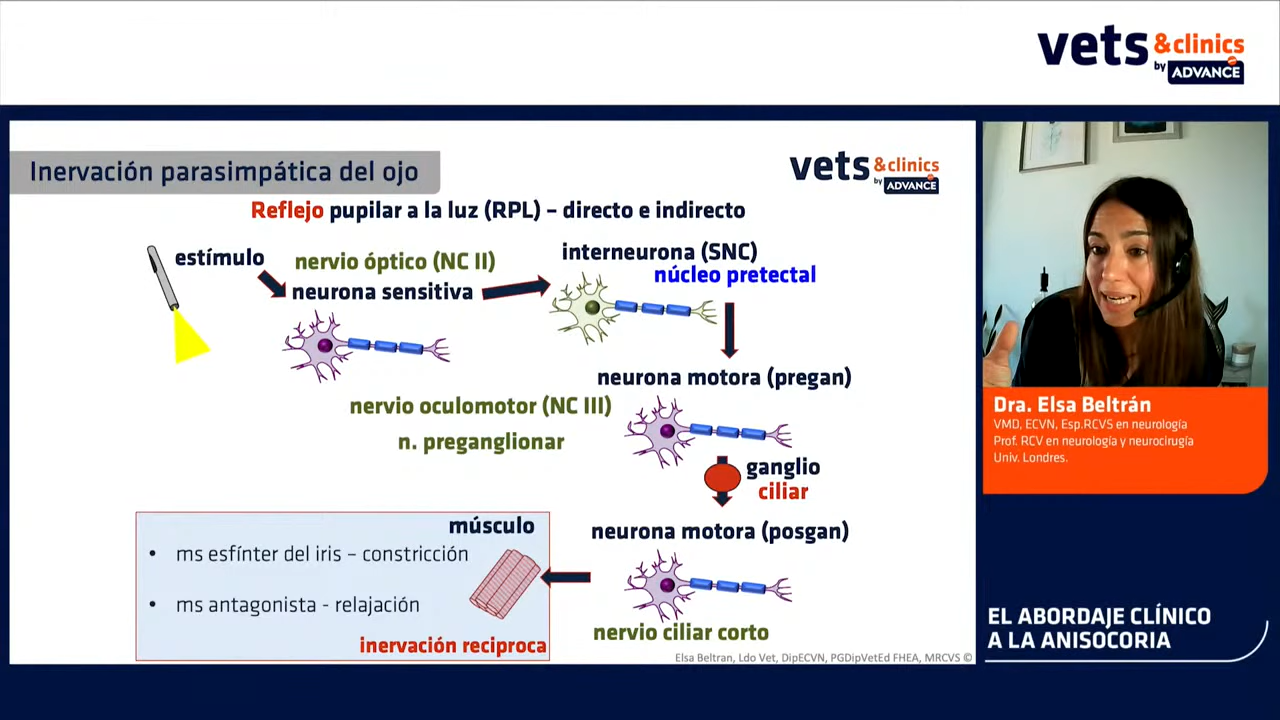 vets &clinics
by ADVANCE
Inervación parasimpática del ojo
vets &clinics
by ADVANCE
Reflejo pupilar a la luz (RPL) – directo e indirecto
estímulo
nervio óptico (NC II)
neurona sensitiva
interneurona (SNC)
núcleo pretectal
neurona motora (pregan)
nervio oculomotor (NC III)
n. preganglionar
ganglio
ciliar
neurona motora (posgan)
músculo
• ms esfínter del iris – constricción
• ms antagonista - relajación
inervación reciproca
nervio ciliar corto
Elsa Beltran, Ldo Vet, DipECVN, PGDipVetEd FHEA, MRCVS ©
Dra. Elsa Beltrán
VMD, ECVN, Esp.RCVS en neurología
Prof. RCV en neurología y neurocirugía
Univ. Londres.
EL ABORDAJE CLÍNICO
A LA ANISOCORIA